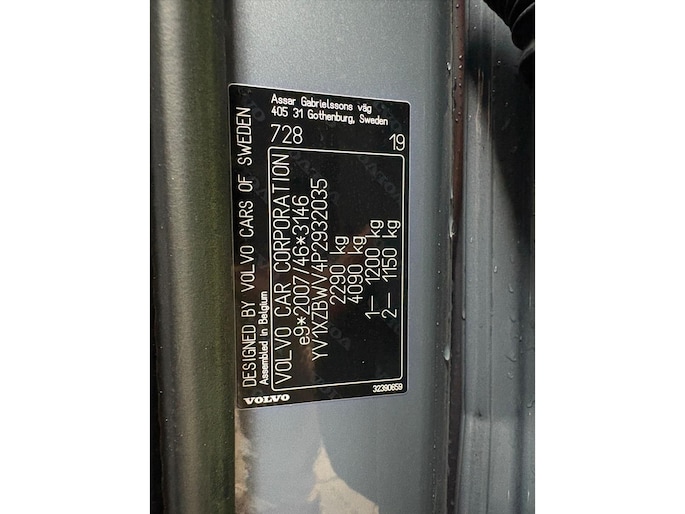 DESIGNED BY VOLVO CARS OF SWEDEN
Assembled in Belgium
Assar Gabrielssons väg
405 31 Gothenburg, Sweden
728
19
VOLVO CAR CORPORATION
e9*2007/46*3146
YV1XZBWV4P2932035
2290 kg
4090 kg
1— 1200 kg
2— 1150 kg
VOLVO
32390659